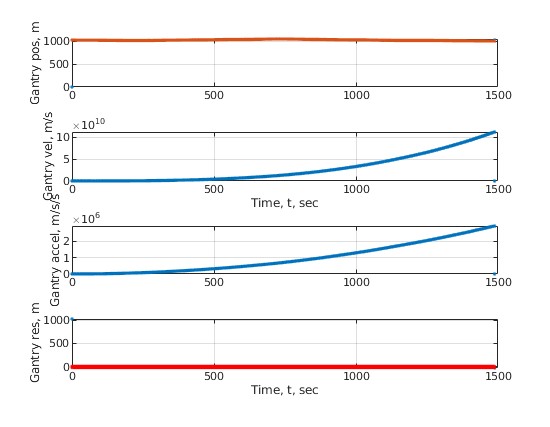 Gantry pos, m
1000
500
0
0 500 1000 1500
×10^10
Gantry vel, m/s
10
5
0
0 500 1000 1500
Time, t, sec
×10^6
Gantry accel, m/s/s
2
1
0
0 500 1000 1500
Gantry res, m
1000
500
0
0 500 1000 1500
Time, t, sec